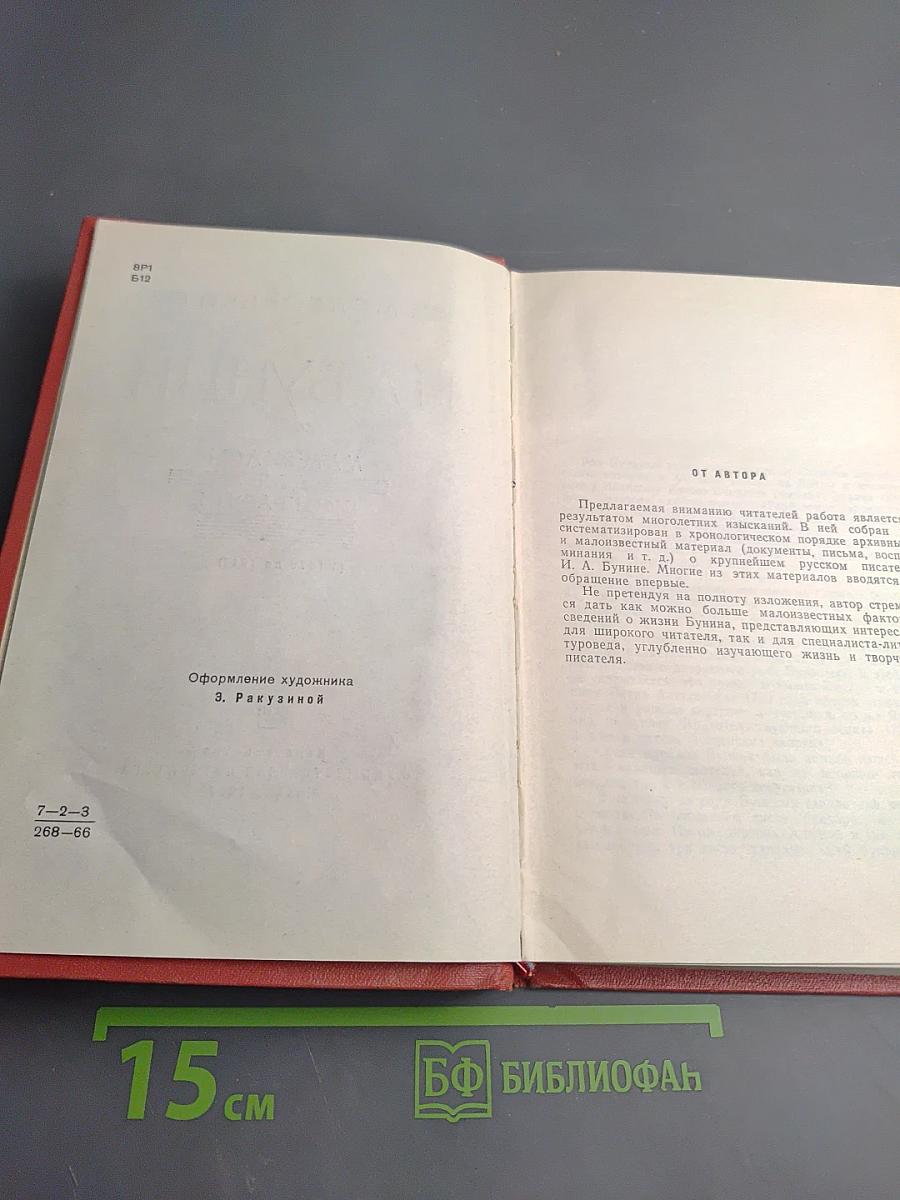 8Р1
Б12
Оформление художника
Э. Ракузиной
7—2—3
268—66
ОТ АВТОРА
Предлагаемая вниманию читателей работа является
результатом многолетних изысканий. В ней собран
систематизирован в хронологическом порядке архивны
и малоизвестный материал (документы, письма, восп
минания и т. д.) о крупнейшем русском писате
И. А. Бунине. Многие из этих материалов вводятся
обращение впервые.
Не претендуя на полноту изложения, автор стрем
ся дать как можно больше малоизвестных фактов
сведений о жизни Бунина, представляющих интерес
для широкого читателя, так и для специалиста-лит
туроведа, углубленно изучающего жизнь и творч
писателя.
15 см
БФ БИБЛИОФАН